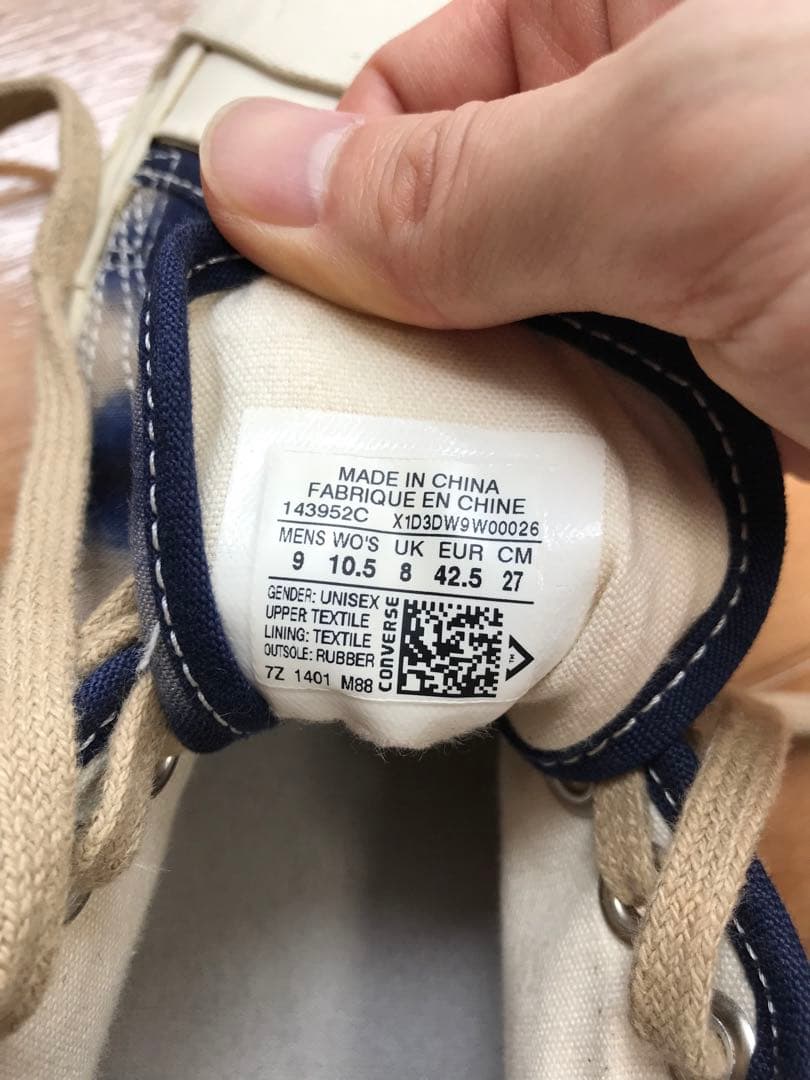 MADE IN CHINA
FABRIQUE EN CHINE
143952C X1D3DW9W00026
MENS WO'S UK EUR CM
9 10.5 8 42.5 27
GENDER: UNISEX
UPPER TEXTILE
LINING: TEXTILE
OUTSOLE: RUBBER
7Z 1401 M88
CONVERSE
TM